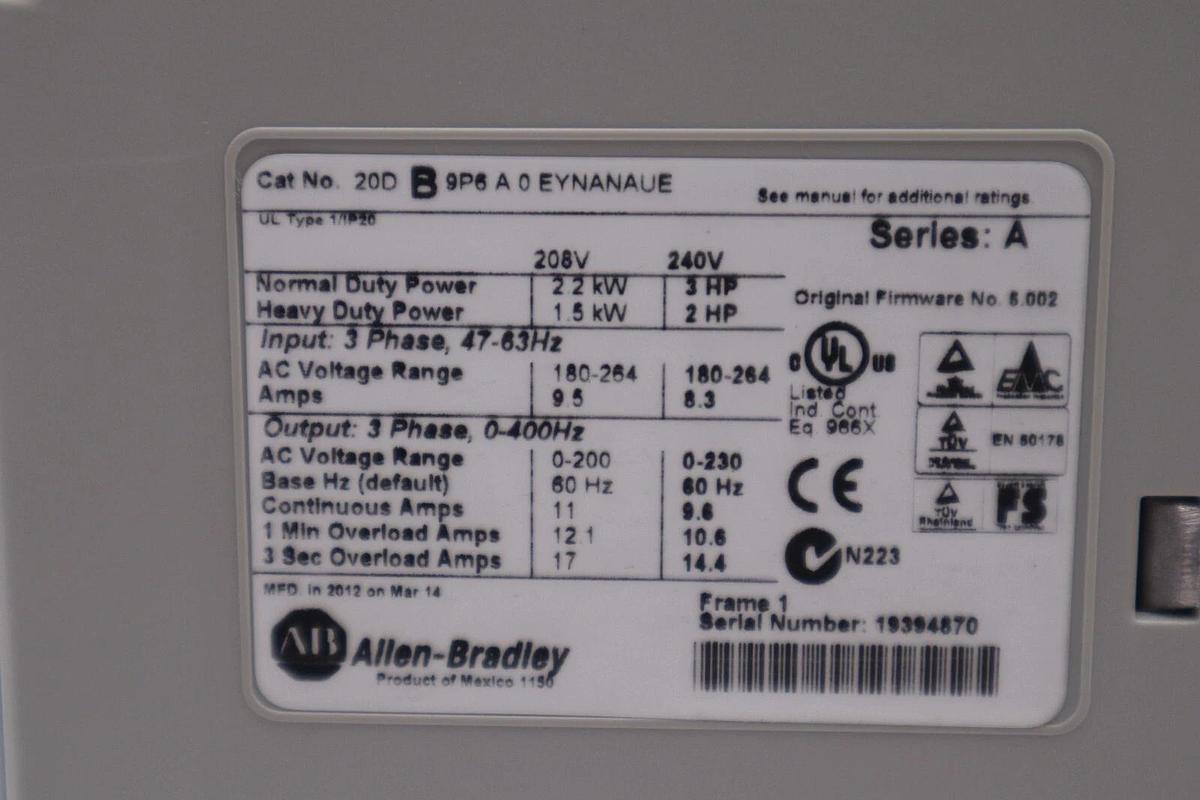 Cat No. 20D B 9P6 A 0 EYNANAUE
See manual for additional ratings.
UL Type 1/IP20
Series: A
208V 240V
Normal Duty Power 2.2 kW 3 HP
Heavy Duty Power 1.5 kW 2 HP
Original Firmware No. 5.002
Input: 3 Phase, 47-63Hz
AC Voltage Range 180-264 180-264
Amps 9.5 8.3
C UL US
Listed
Ind. Cont.
Eq. 966X
EMC
Output: 3 Phase, 0-400Hz
AC Voltage Range 0-200 0-230
Base Hz (default) 60 Hz 60 Hz
Continuous Amps 11 9.6
1 Min Overload Amps 12.1 10.6
3 Sec Overload Amps 17 14.4
TÜV
EN 50178
CE
TÜV
Rheinland
FS
N223
MFD. in 2012 on Mar 14
Frame 1
Serial Number: 19394870
AB Allen-Bradley
Product of Mexico 1150